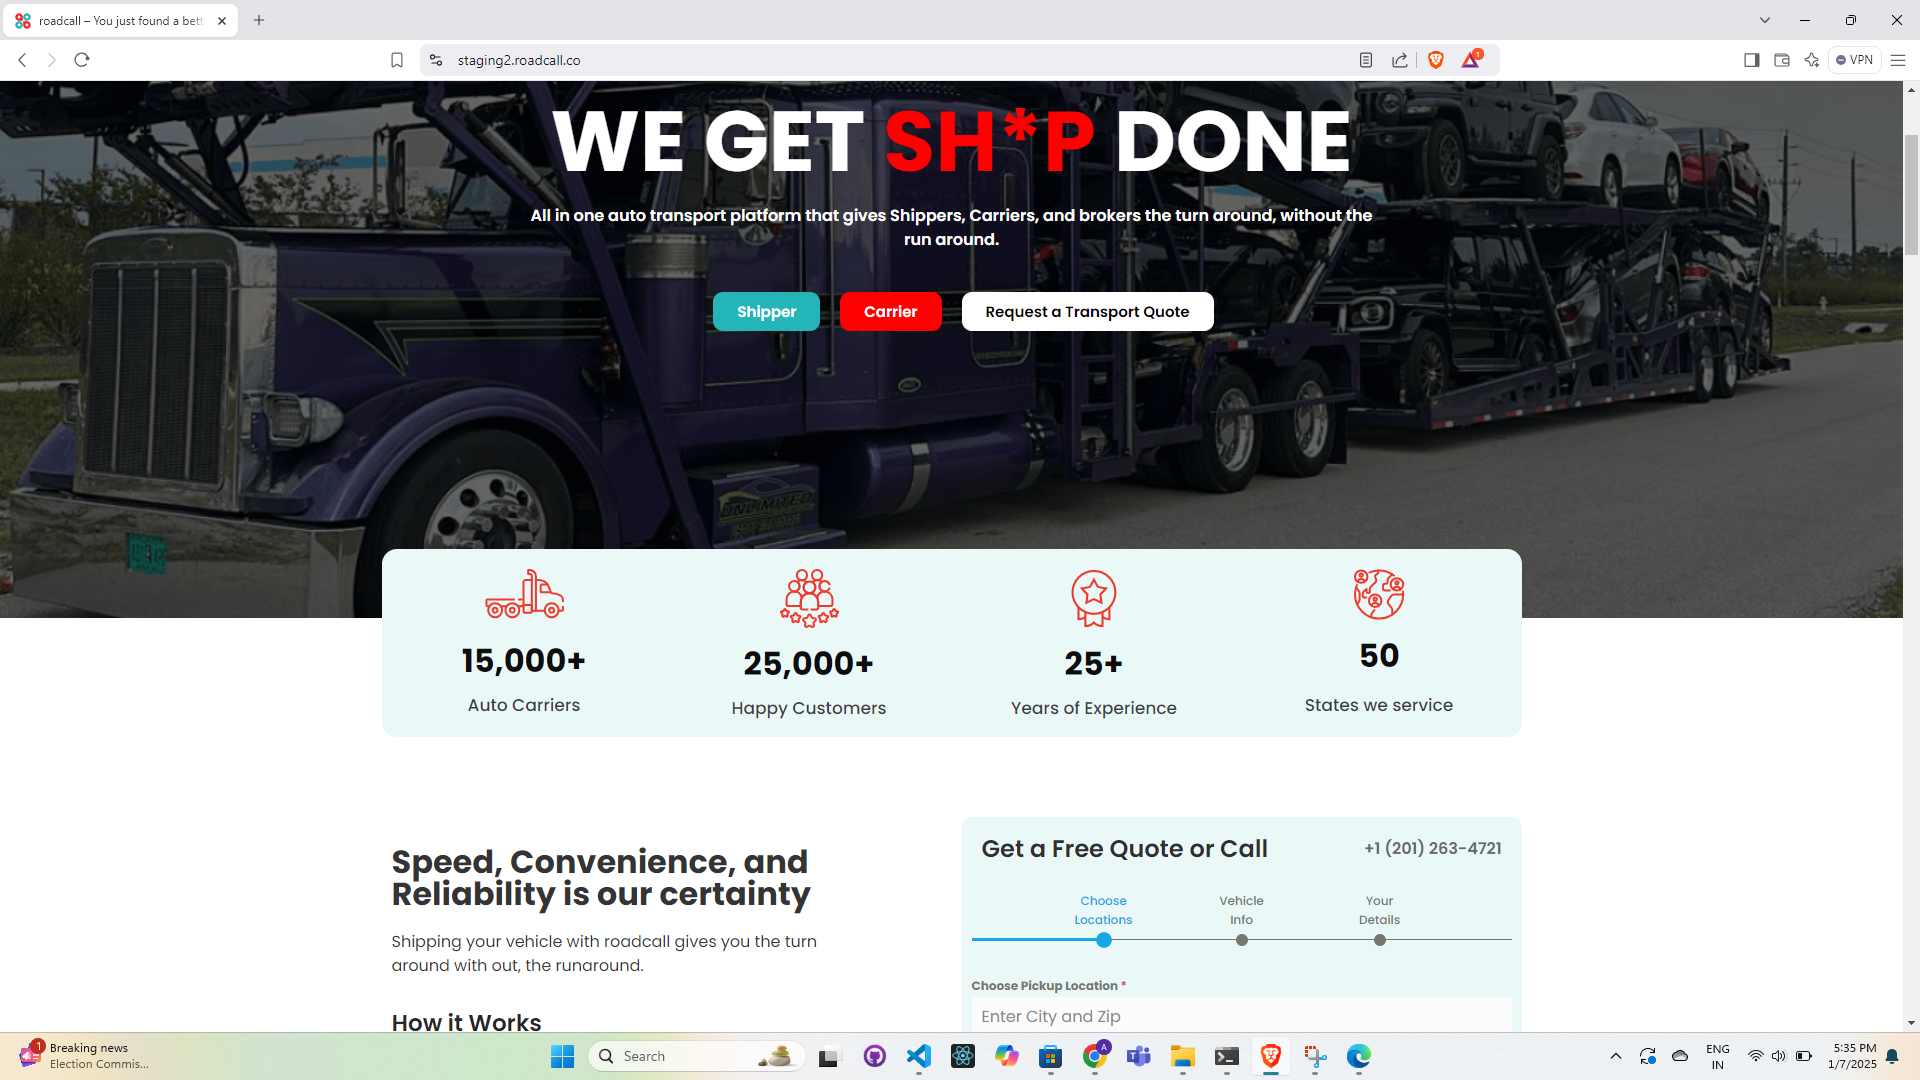 roadcall – You just found a bett
staging2.roadcall.co
1
VPN
WE GET SH*P DONE
All in one auto transport platform that gives Shippers, Carriers, and brokers the turn around, without the
run around.
Shipper
Carrier
Request a Transport Quote
UNLIMITED
15,000+
Auto Carriers
25,000+
Happy Customers
25+
Years of Experience
50
States we service
Speed, Convenience, and
Reliability is our certainty
Shipping your vehicle with roadcall gives you the turn
around with out, the runaround.
How it Works
Get a Free Quote or Call
+1 (201) 263-4721
Choose
Locations
Vehicle
Info
Your
Details
Choose Pickup Location *
Enter City and Zip
1
Breaking news
Election Commis...
Search
A
ENG
IN
5:35 PM
1/7/2025